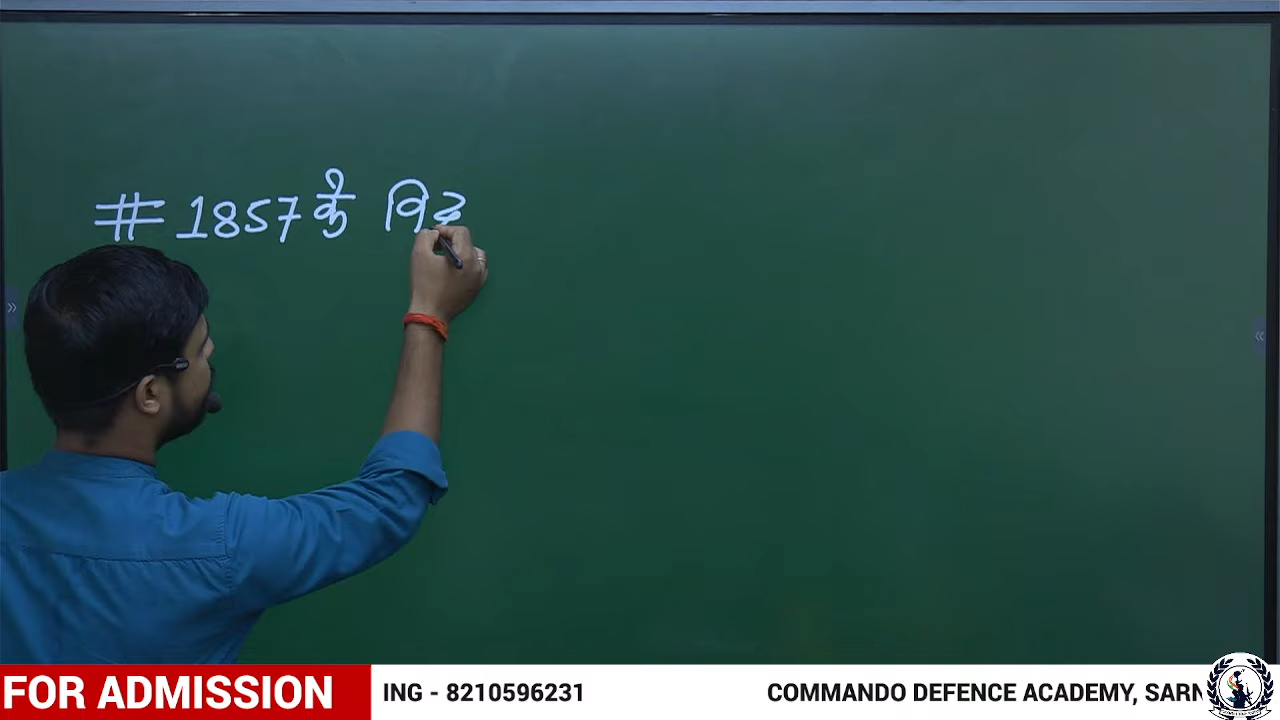 # 1857 के विद्र
FOR ADMISSION
ING - 8210596231
COMMANDO DEFENCE ACADEMY, SARN